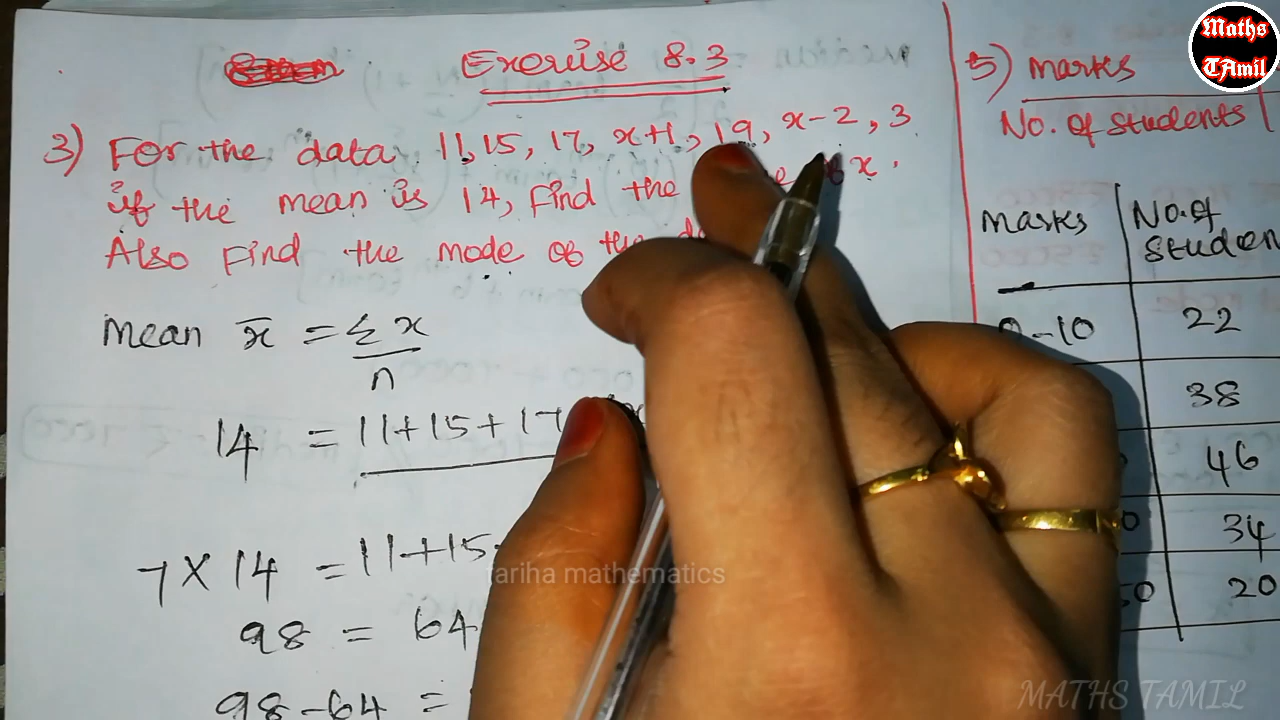 Exercise 8.3
3) For the data 11, 15, 17, x+1, 19, x-2, 3
if the mean is 14, find the x.
Also Find the mode of the
mean x̄ = Σx
n
14 = 11+15+17
7 × 14 = 11+15
98 = 64
98-64 =
5) marks
No. of students
marks
No. of students
-10
22
38
46
34
20
Maths
TAmil
fariha mathematics
MATHS TAMIL